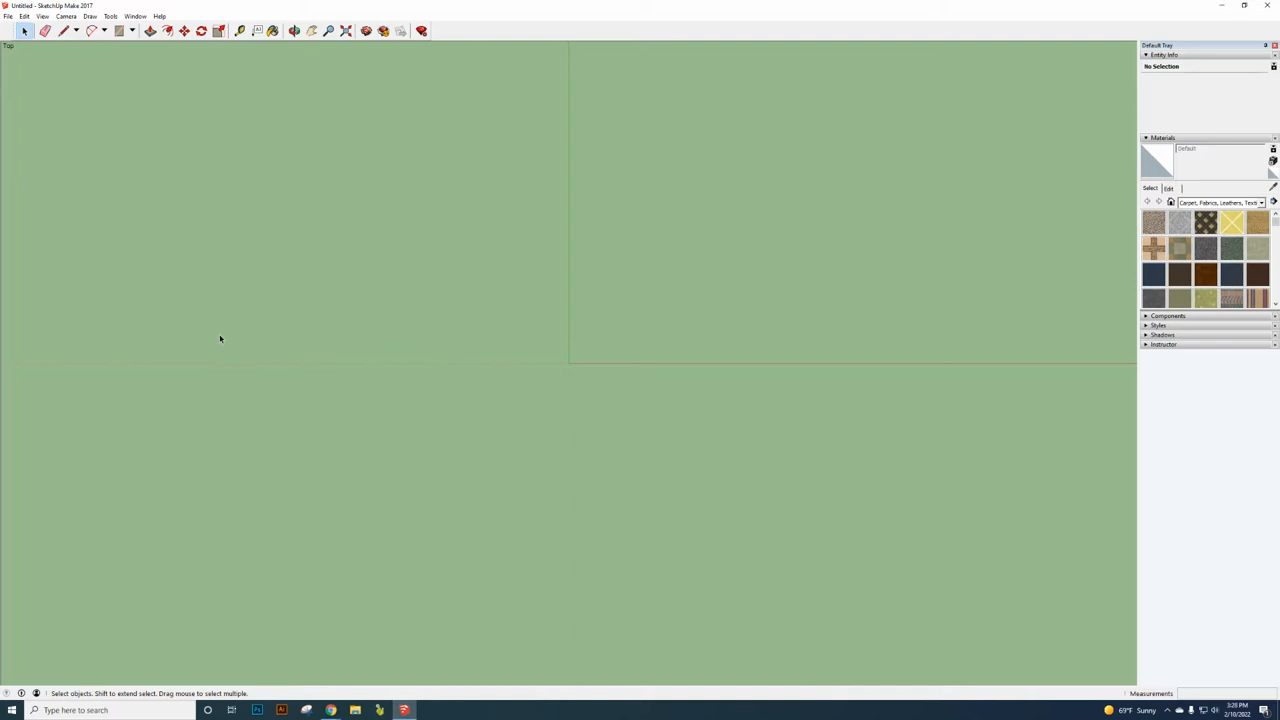 Untitled - SketchUp Make 2017
File Edit View Camera Draw Tools Window Help
Top
Default Tray
Entity Info
No Selection
Materials
Default
Select Edit
Carpet, Fabrics, Leathers, Texti
Components
Styles
Shadows
Instructor
Select objects. Shift to extend select. Drag mouse to select multiple.
Measurements
Type here to search
Ps
Ai
69°F Sunny
3:28 PM
2/10/2022